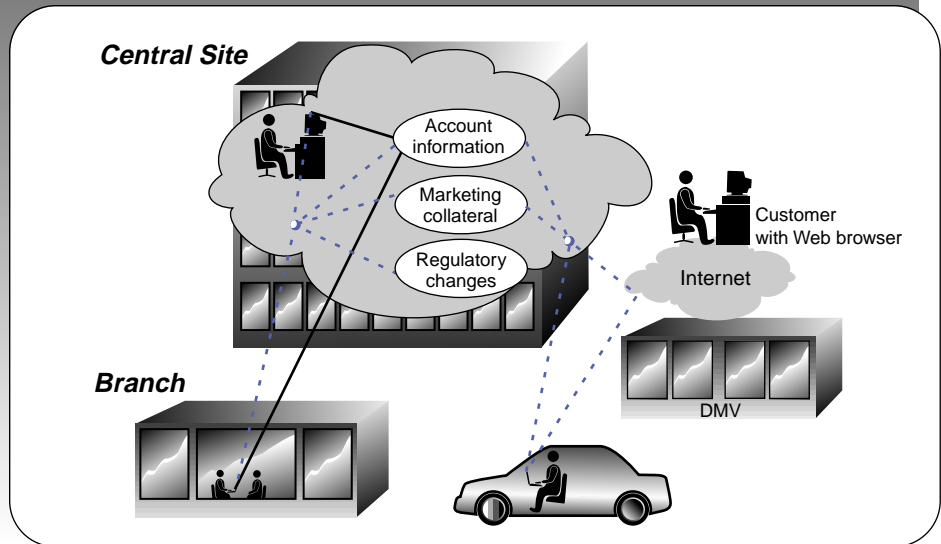 Central Site
Account
information
Marketing
collateral
Regulatory
changes
Customer
with Web browser
Internet
Branch
DMV